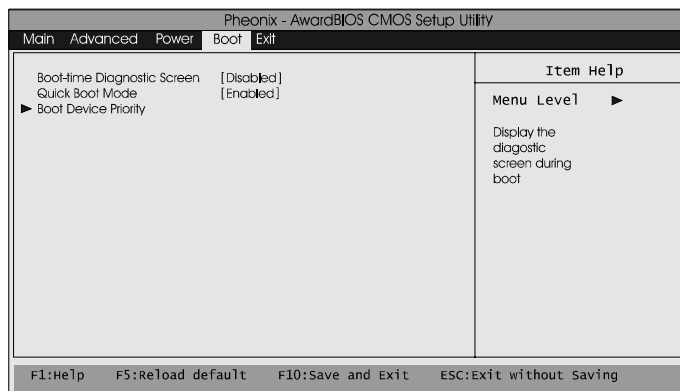 Pheonix - AwardBIOS CMOS Setup Utility
Main Advanced Power Boot Exit
Boot-time Diagnostic Screen [Disabled]
Quick Boot Mode [Enabled]
► Boot Device Priority
Item Help
Menu Level ►
Display the
diagostic
screen during
boot
F1:Help F5:Reload default F10:Save and Exit ESC:Exit without Saving